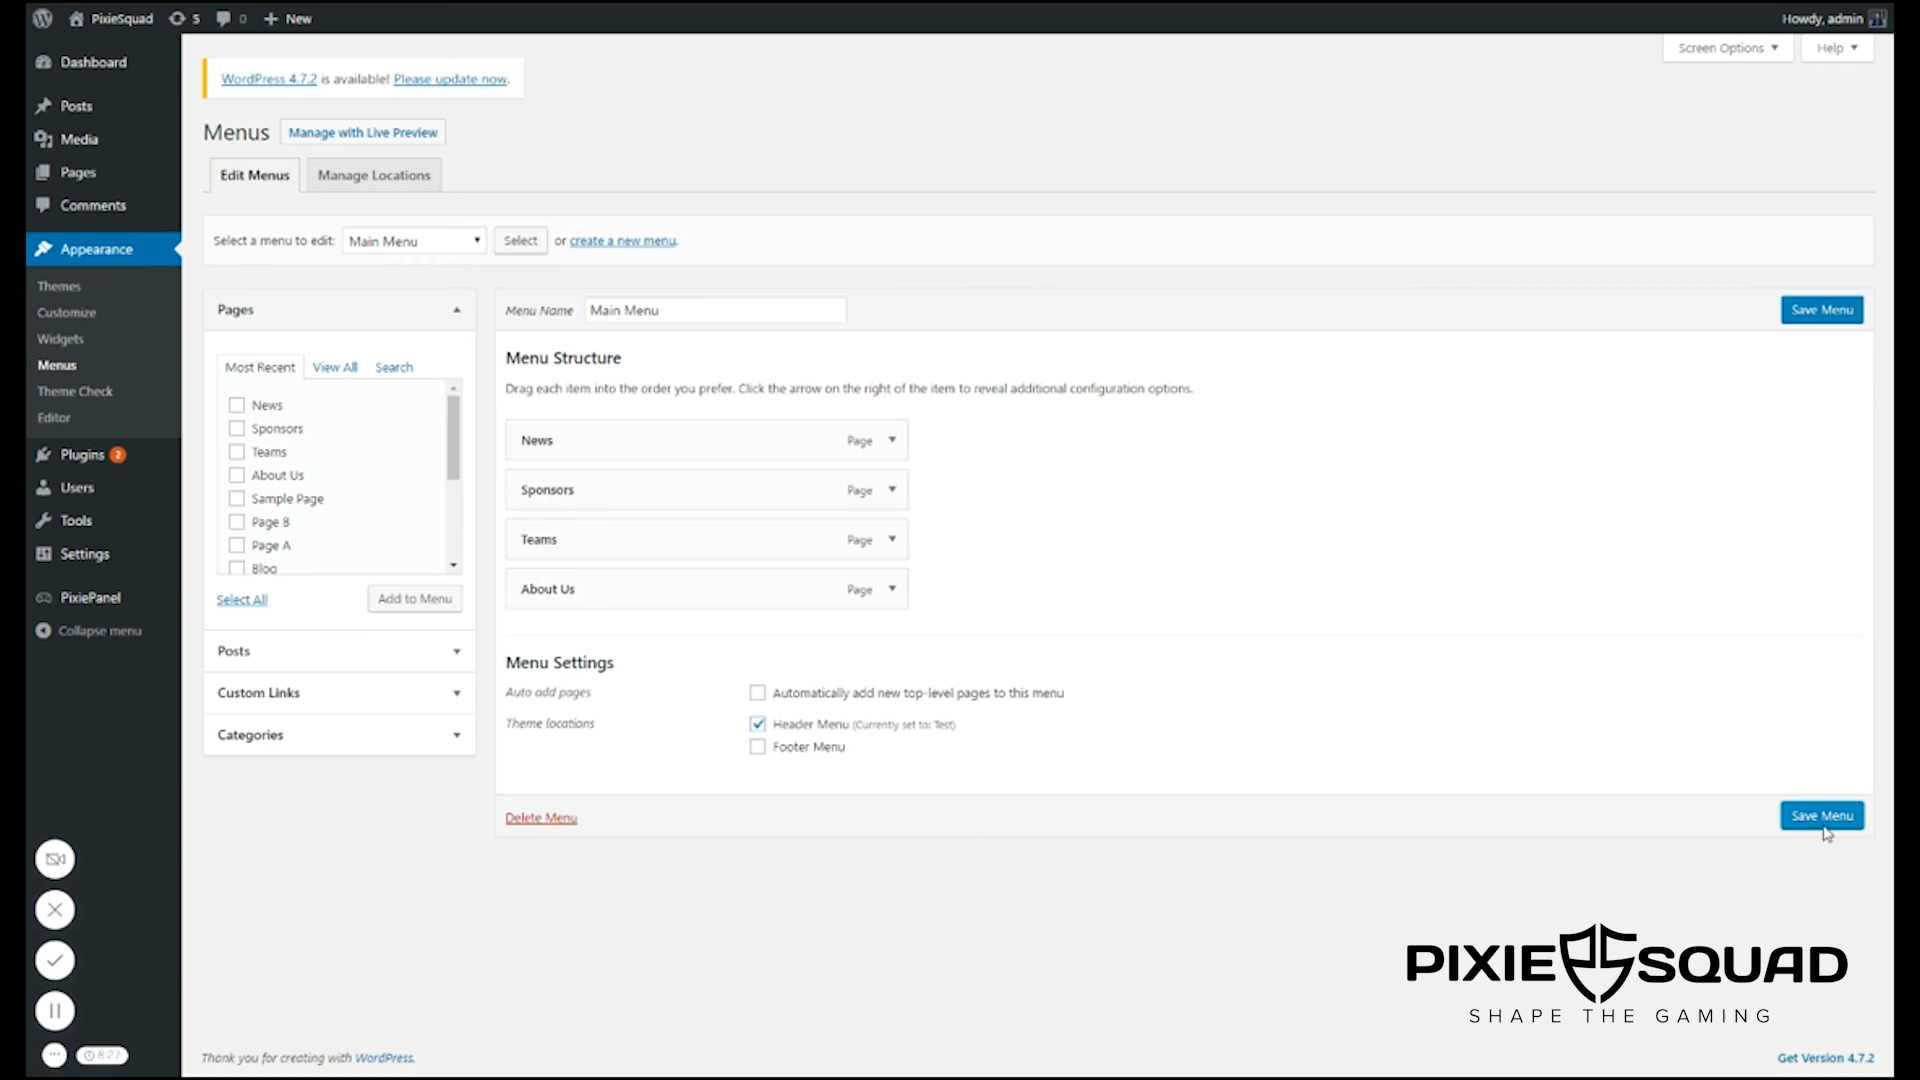 PixieSquad 5 0 New
Howdy, admin
Dashboard
Posts
Media
Pages
Comments
Appearance
Themes
Customize
Widgets
Menus
Theme Check
Editor
Plugins 2
Users
Tools
Settings
PixiePanel
Collapse menu
8:27
Screen Options
Help
WordPress 4.7.2 is available! Please update now.
Menus
Manage with Live Preview
Edit Menus
Manage Locations
Select a menu to edit: Main Menu Select or create a new menu.
Pages
Most Recent View All Search
News
Sponsors
Teams
About Us
Sample Page
Page B
Page A
Blog
Select All
Add to Menu
Posts
Custom Links
Categories
Menu Name Main Menu
Save Menu
Menu Structure
Drag each item into the order you prefer. Click the arrow on the right of the item to reveal additional configuration options.
News Page
Sponsors Page
Teams Page
About Us Page
Menu Settings
Auto add pages
Automatically add new top-level pages to this menu
Theme locations
Header Menu (Currently set to: Test)
Footer Menu
Delete Menu
Save Menu
PIXIE PS SQUAD
SHAPE THE GAMING
Thank you for creating with WordPress.
Get Version 4.7.2